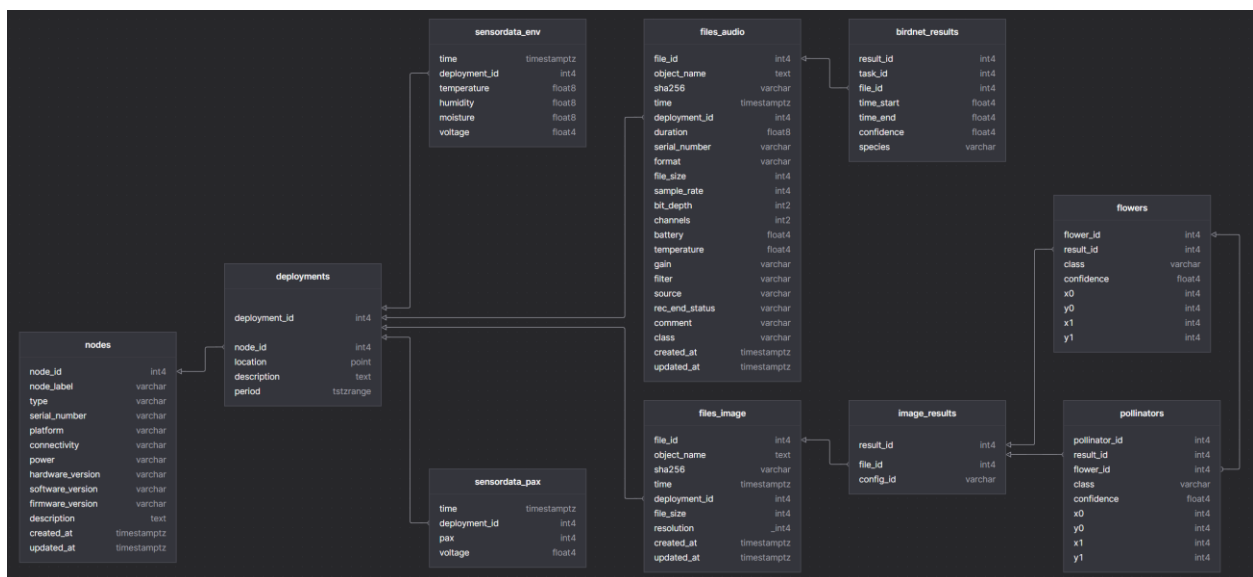 sensordata_env
time timestamptz
deployment_id int4
temperature float8
humidity float8
moisture float8
voltage float4
files_audio
file_id int4
object_name text
sha256 varchar
time timestamptz
deployment_id int4
duration float8
serial_number varchar
format varchar
file_size int4
sample_rate int4
bit_depth int2
channels int2
battery float4
temperature float4
gain varchar
filter varchar
source varchar
rec_end_status varchar
comment varchar
class varchar
created_at timestamptz
updated_at timestamptz
birdnet_results
result_id int4
task_id int4
file_id int4
time_start float4
time_end float4
confidence float4
species varchar
flowers
flower_id int4
result_id int4
class varchar
confidence float4
x0 int4
y0 int4
x1 int4
y1 int4
deployments
deployment_id int4
node_id int4
location point
description text
period tstzrange
nodes
node_id int4
node_label varchar
type varchar
serial_number varchar
platform varchar
connectivity varchar
power varchar
hardware_version varchar
software_version varchar
firmware_version varchar
description text
created_at timestamptz
updated_at timestamptz
sensordata_pax
time timestamptz
deployment_id int4
pax int4
voltage float4
files_image
file_id int4
object_name text
sha256 varchar
time timestamptz
deployment_id int4
file_size int4
resolution _int4
created_at timestamptz
updated_at timestamptz
image_results
result_id int4
file_id int4
config_id varchar
pollinators
pollinator_id int4
result_id int4
flower_id int4
class varchar
confidence float4
x0 int4
y0 int4
x1 int4
y1 int4